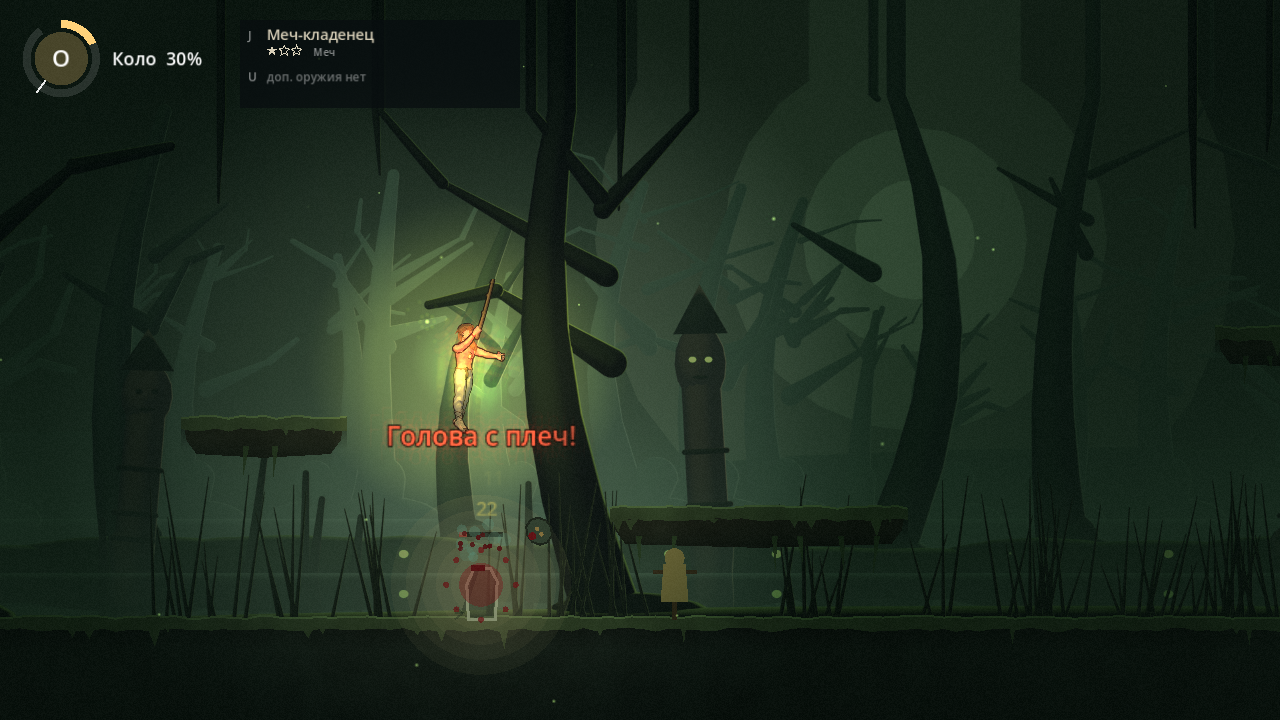 О
Коло 30%
J Меч-кладенец
Меч
U доп. оружия нет
Голова с плеч!
22